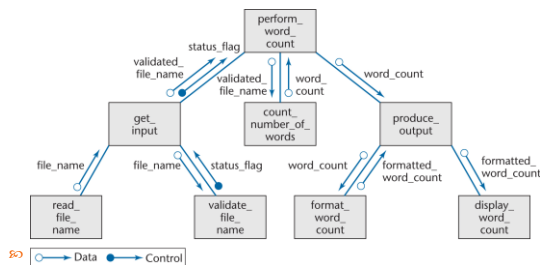 perform_
word_
count
status_flag
validated_
file_name
validated_
file_name
word_
count
word_count
get_
input
count_
number_of_
words
produce_
output
file_name
file_name
status_flag
word_count
formatted_
word_count
formatted_
word_count
read_
file_
name
validate_
file_
name
format_
word_
count
display_
word_
count
Data
Control